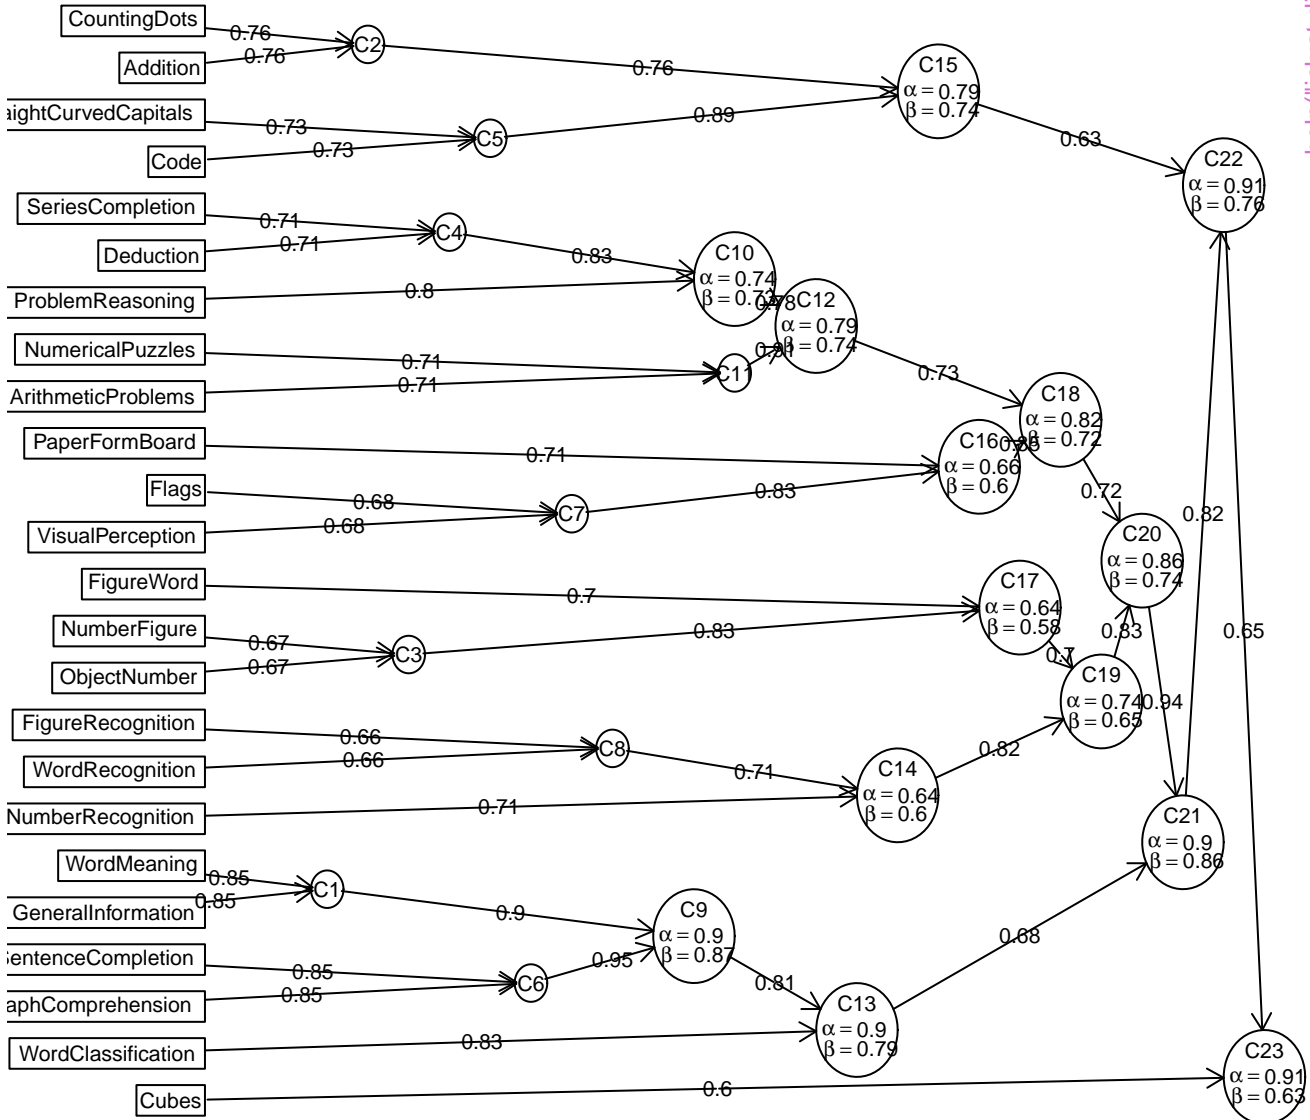 CountingDots
0.76
C2
Addition
0.76
0.76
C15
α = 0.79
β = 0.74
aightCurvedCapitals
0.73
C5
0.89
Code
0.73
0.63
C22
α = 0.91
β = 0.76
SeriesCompletion
0.71
C4
Deduction
0.71
0.83
C10
α = 0.74
β = 0.73
ProblemReasoning
0.8
0.78
C12
α = 0.79
β = 0.74
NumericalPuzzles
0.71
C11
0.91
ArithmeticProblems
0.71
0.73
C18
α = 0.82
β = 0.72
PaperFormBoard
0.71
C16
α = 0.66
β = 0.6
Flags
0.68
C7
0.83
VisualPerception
0.68
0.72
0.82
C20
α = 0.86
β = 0.74
FigureWord
0.7
C17
α = 0.64
β = 0.58
NumberFigure
0.67
C3
0.83
0.83
0.65
ObjectNumber
0.67
0.7
C19
α = 0.74
β = 0.65
0.94
FigureRecognition
0.66
C8
WordRecognition
0.66
0.71
0.82
C14
α = 0.64
β = 0.6
NumberRecognition
0.71
C21
α = 0.9
β = 0.86
WordMeaning
0.85
C1
GeneralInformation
0.85
0.9
C9
α = 0.9
β = 0.87
0.68
SentenceCompletion
0.85
C6
0.95
aphComprehension
0.85
0.81
C13
α = 0.9
β = 0.79
WordClassification
0.83
Cubes
0.6
C23
α = 0.91
β = 0.63